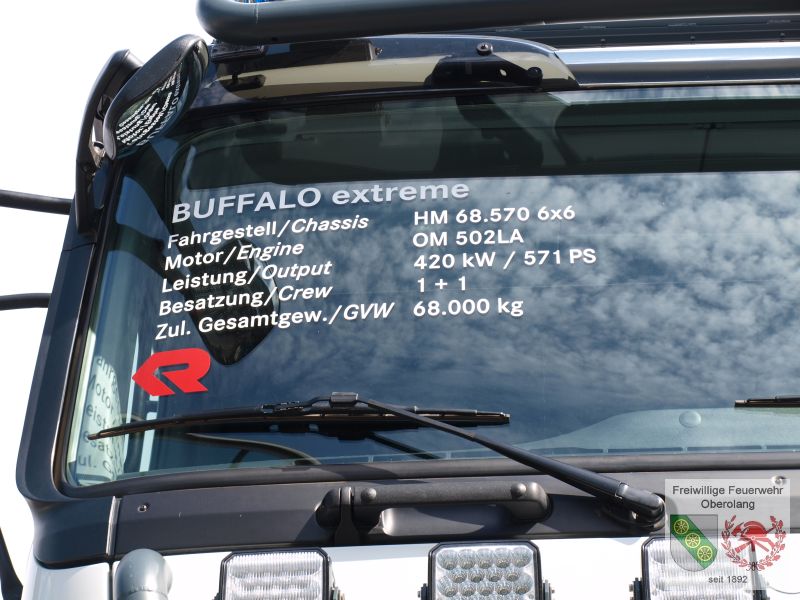 BUFFALO extreme
Fahrgestell/Chassis HM 68.570 6x6
Motor/Engine OM 502LA
Leistung/Output 420 kW / 571 PS
Besatzung/Crew 1 + 1
Zul. Gesamtgew./GVW 68.000 kg
R
Freiwillige Feuerwehr
Oberolang
seit 1892